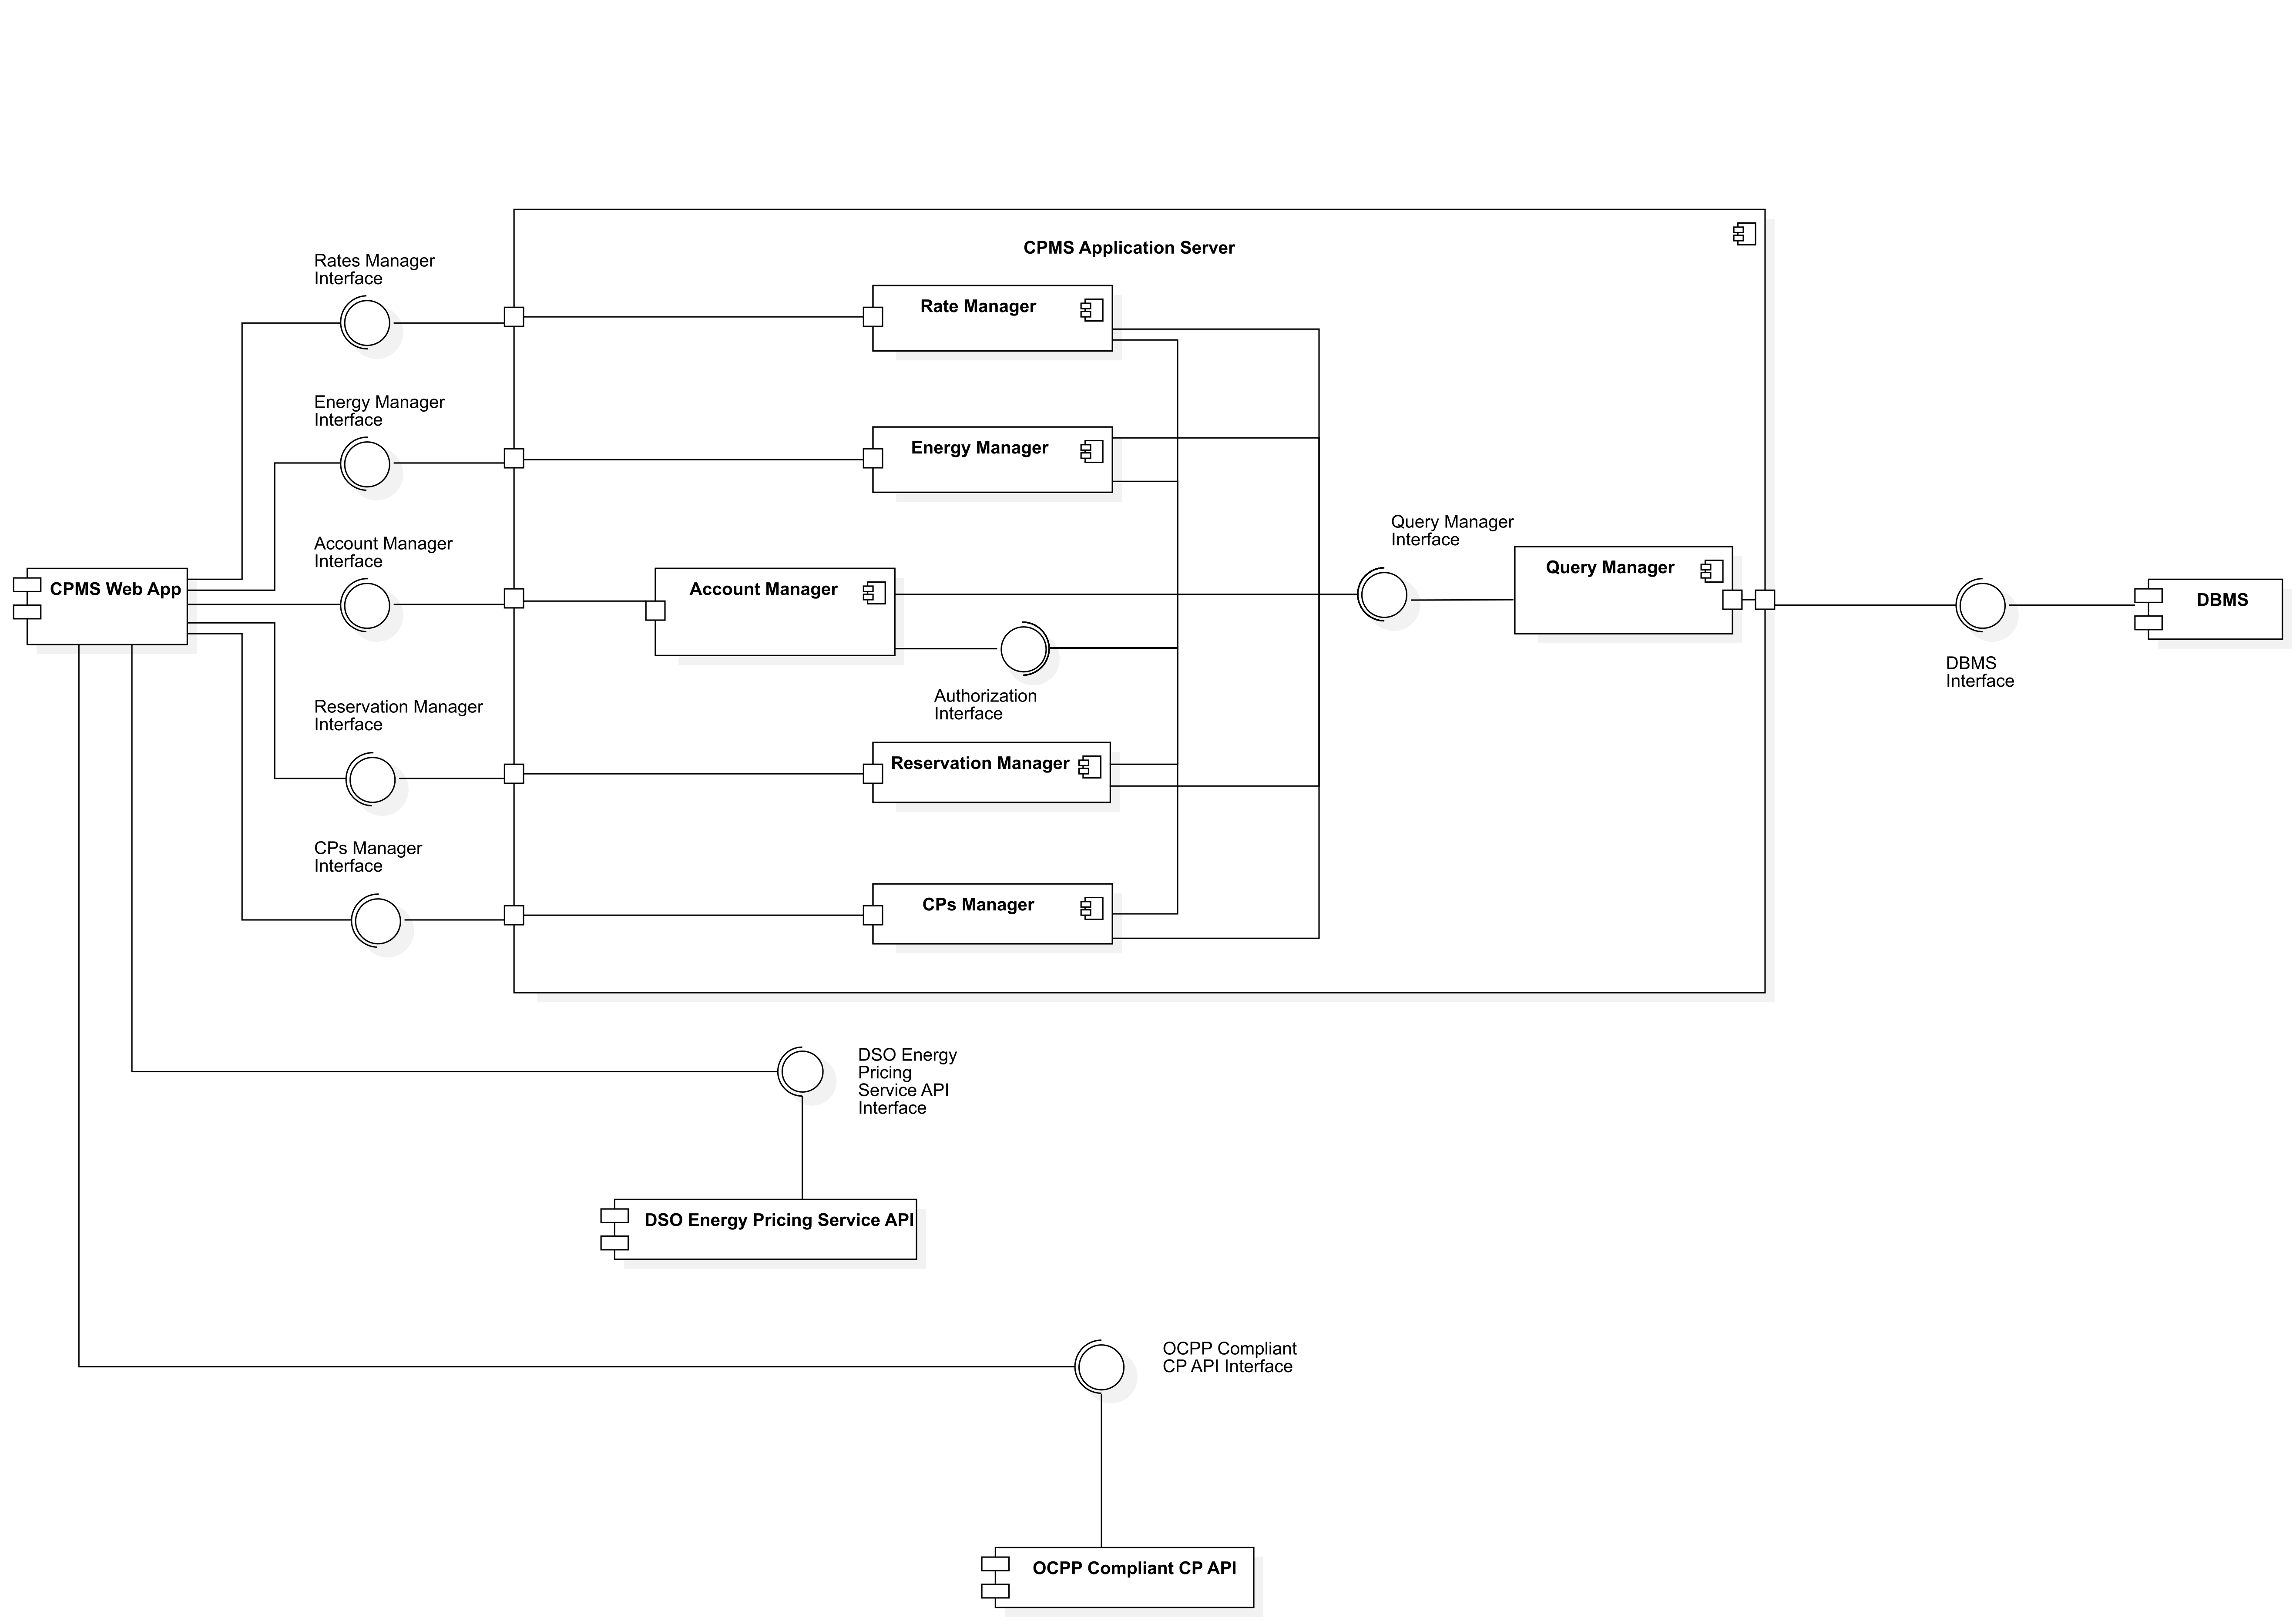 CPMS Application Server
Rates Manager
Interface
Rate Manager
Energy Manager
Interface
Energy Manager
Query Manager
Interface
Account Manager
Interface
CPMS Web App
Account Manager
Query Manager
DBMS
DBMS
Interface
Authorization
Interface
Reservation Manager
Interface
Reservation Manager
CPs Manager
Interface
CPs Manager
DSO Energy
Pricing
Service API
Interface
DSO Energy Pricing Service API
OCPP Compliant
CP API Interface
OCPP Compliant CP API